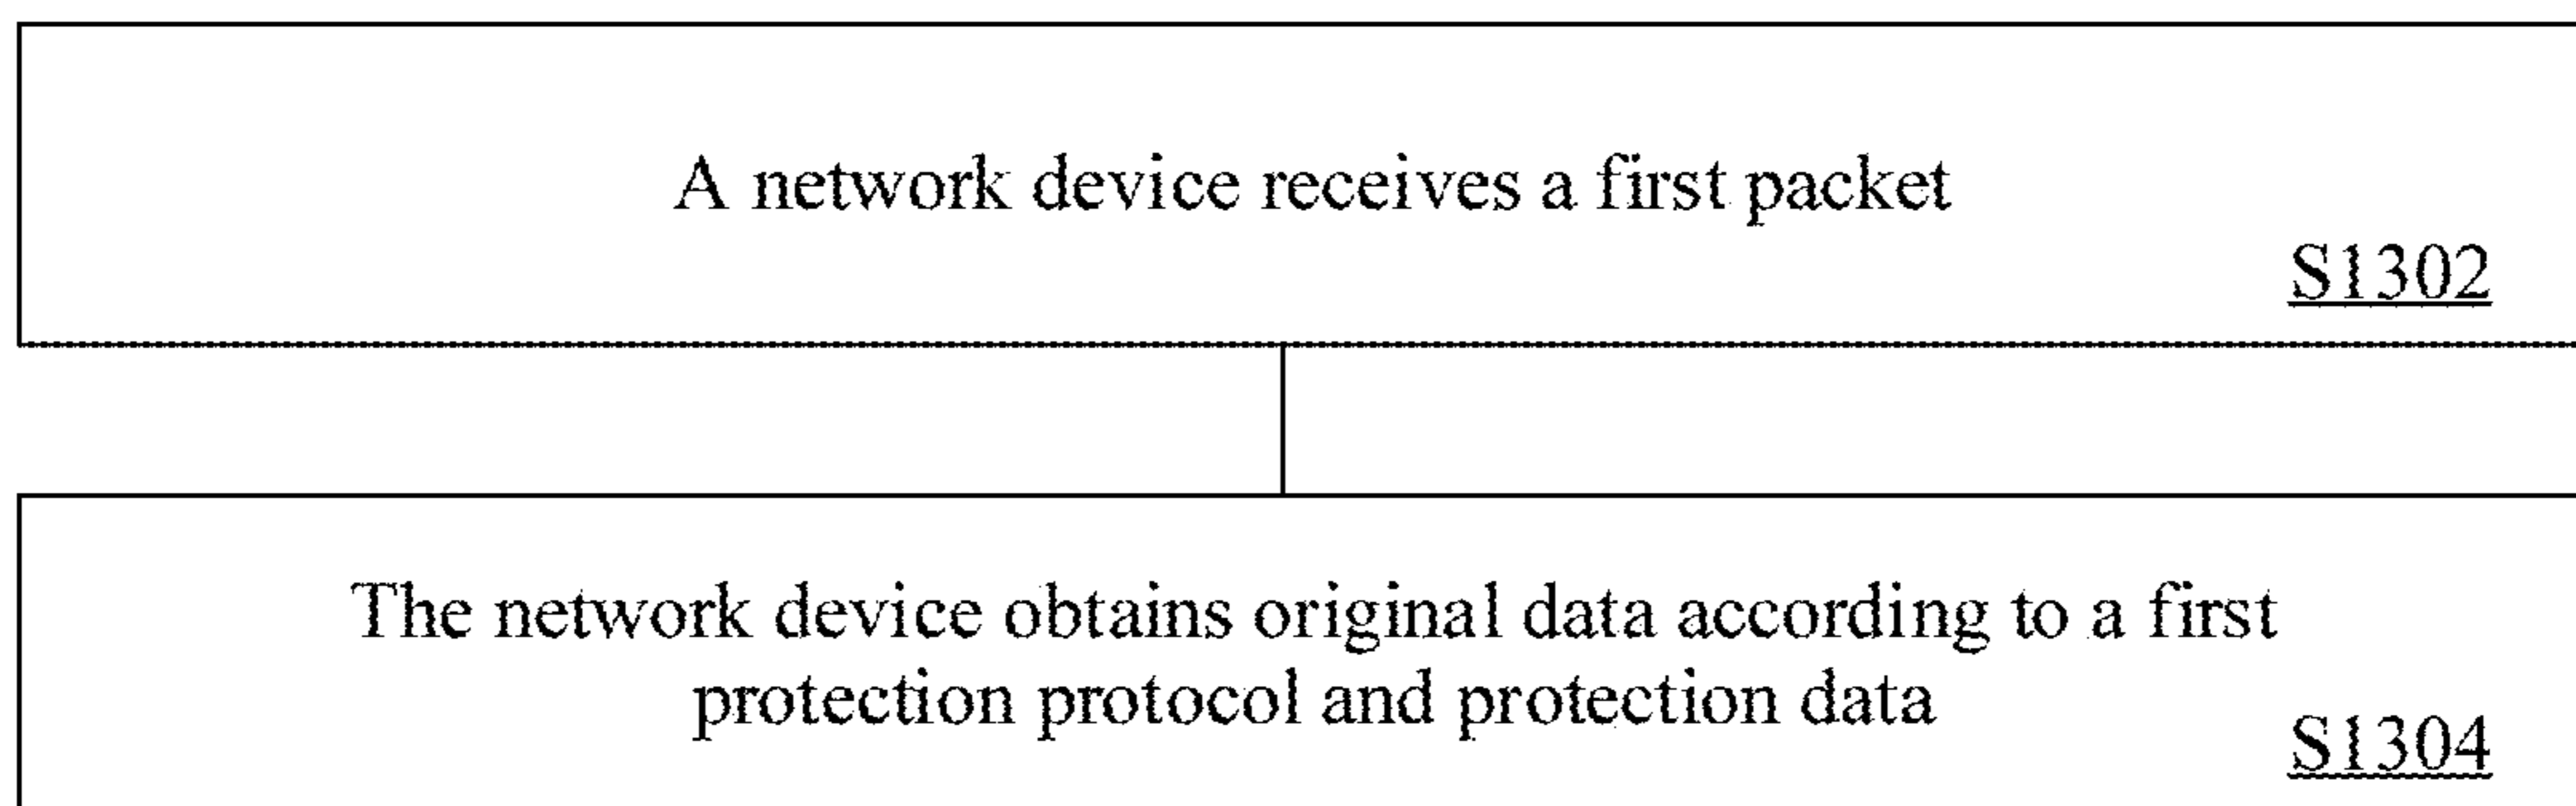 A network device receives a first packet
S1302
The network device obtains original data according to a first
protection protocol and protection data
S1304